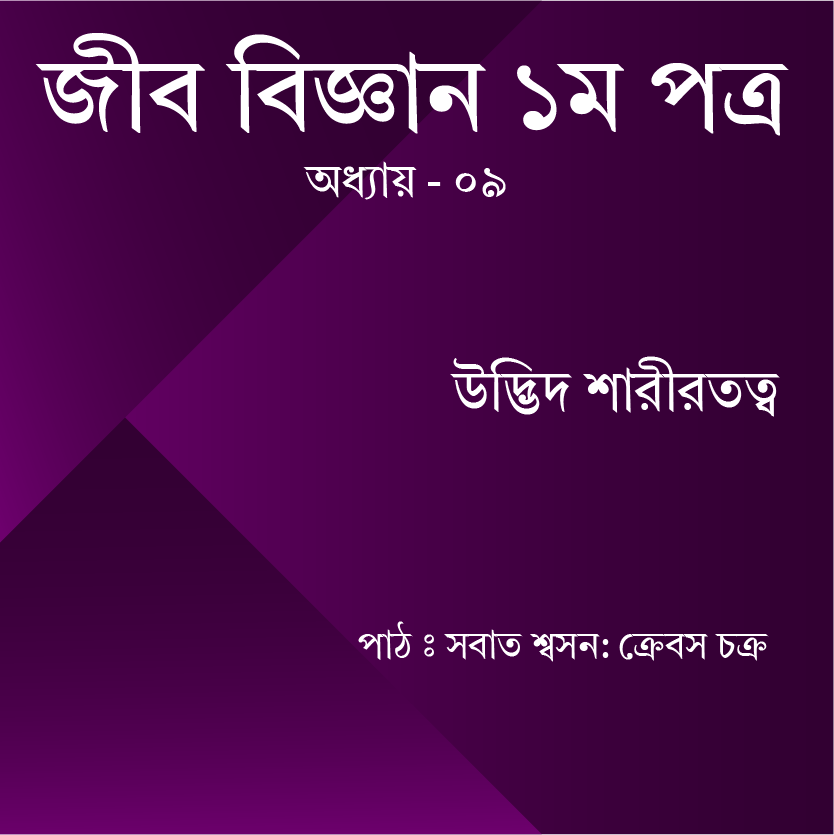 জীব বিজ্ঞান ১ম পত্র
অধ্যায় - ০৯
উদ্ভিদ শারীরতত্ব
পাঠ ঃ সবাত শ্বসন: ক্রেবস চক্র